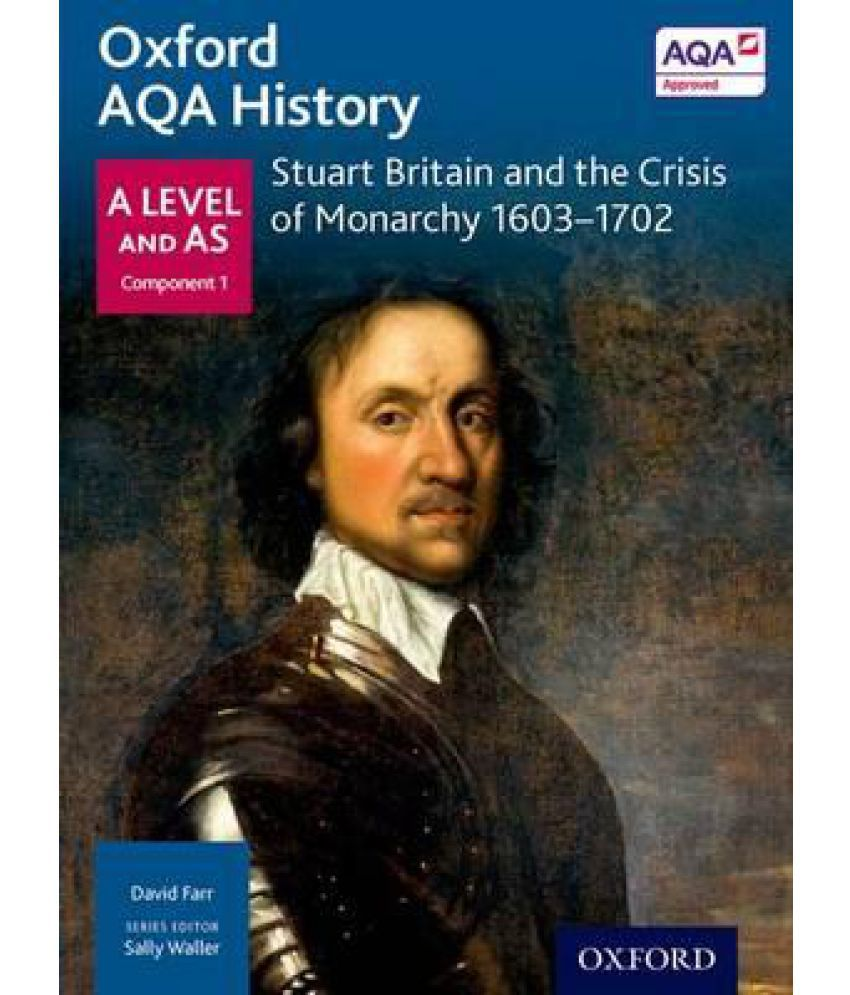 Oxford
AQA History
AQA
Approved
A LEVEL
AND AS
Component 1
Stuart Britain and the Crisis
of Monarchy 1603–1702
David Farr
SERIES EDITOR
Sally Waller
OXFORD